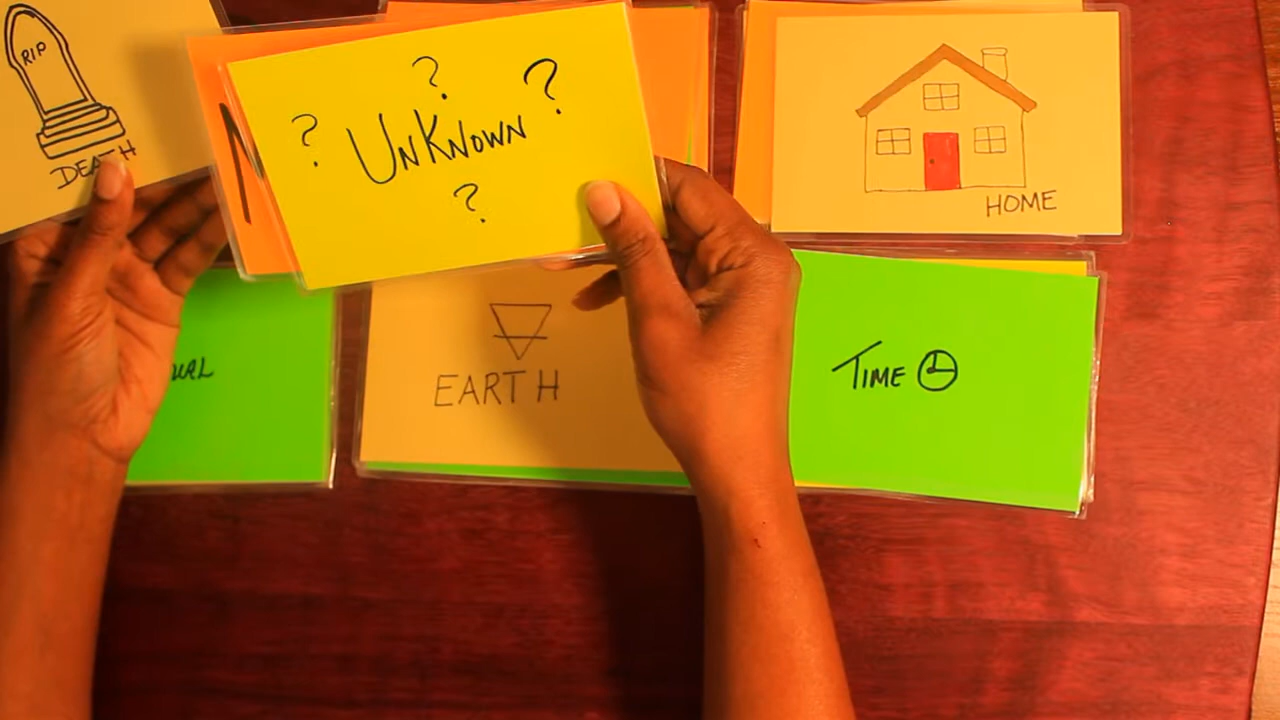 RIP
DEATH
? ? ?
UNKNOWN
?
HOME
EARTH
TIME